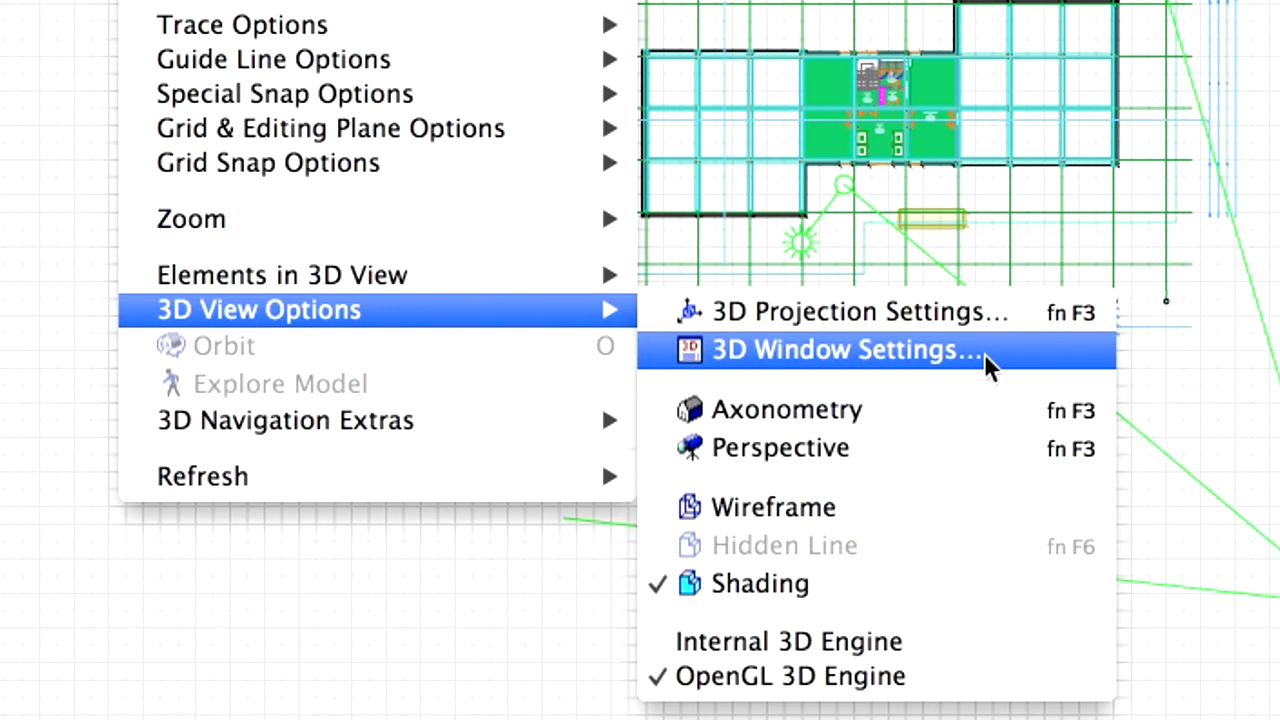 Trace Options
Guide Line Options
Special Snap Options
Grid & Editing Plane Options
Grid Snap Options
Zoom
Elements in 3D View
3D View Options
Orbit O
Explore Model
3D Navigation Extras
Refresh
3D Projection Settings... fn F3
3D Window Settings...
Axonometry fn F3
Perspective fn F3
Wireframe
Hidden Line fn F6
Shading
Internal 3D Engine
OpenGL 3D Engine